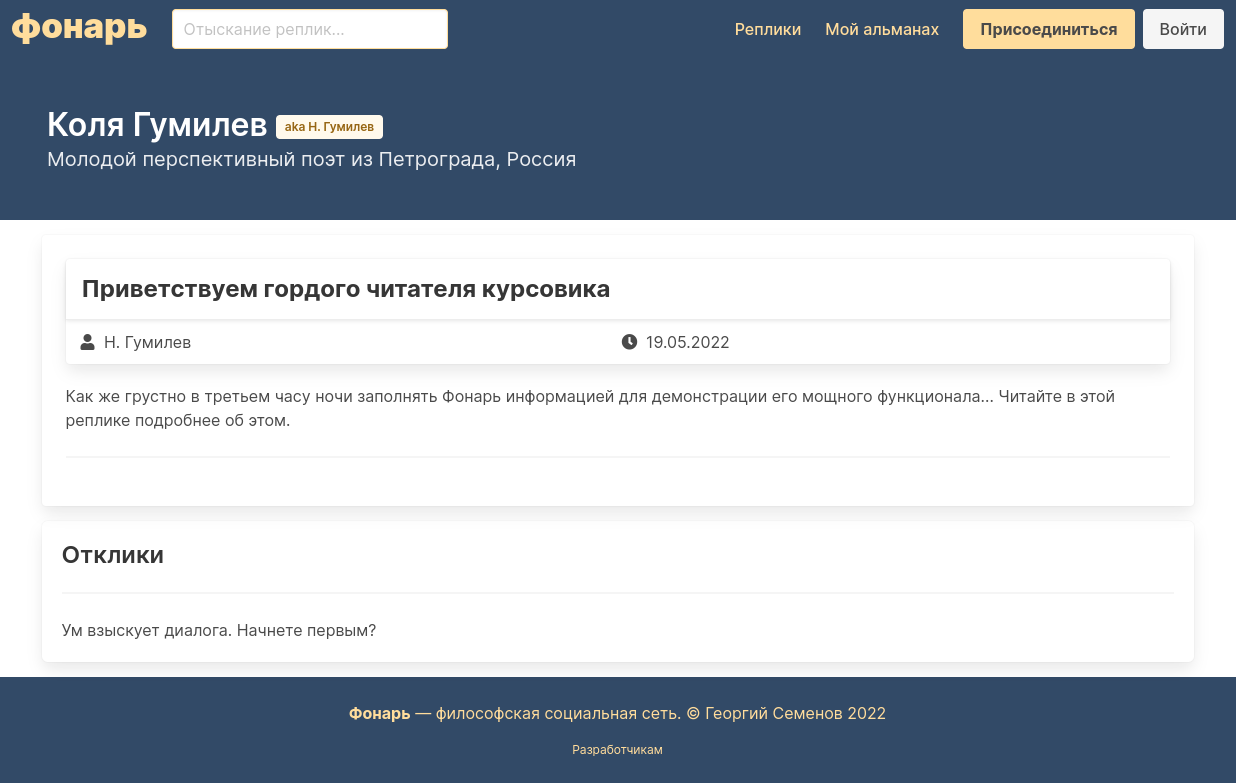 фонарь
Отыскание реплик...
Реплики
Мой альманах
Присоединиться
Войти
Коля Гумилев aka Н. Гумилев
Молодой перспективный поэт из Петрограда, Россия
Приветствуем гордого читателя курсовика
Н. Гумилев
19.05.2022
Как же грустно в третьем часу ночи заполнять Фонарь информацией для демонстрации его мощного функционала... Читайте в этой
реплике подробнее об этом.
Отклики
Ум взыскует диалога. Начнете первым?
Фонарь — философская социальная сеть. © Георгий Семенов 2022
Разработчикам